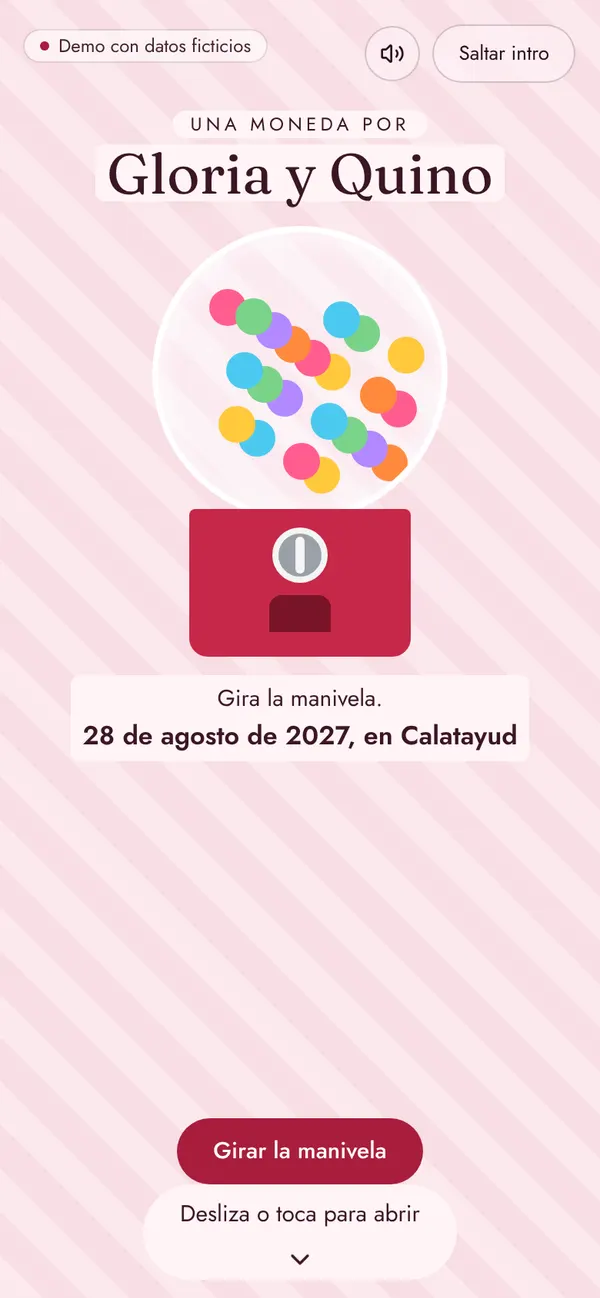 Demo con datos ficticios
Saltar intro
UNA MONEDA POR
Gloria y Quino
Gira la manivela.
28 de agosto de 2027, en Calatayud
Girar la manivela
Desliza o toca para abrir